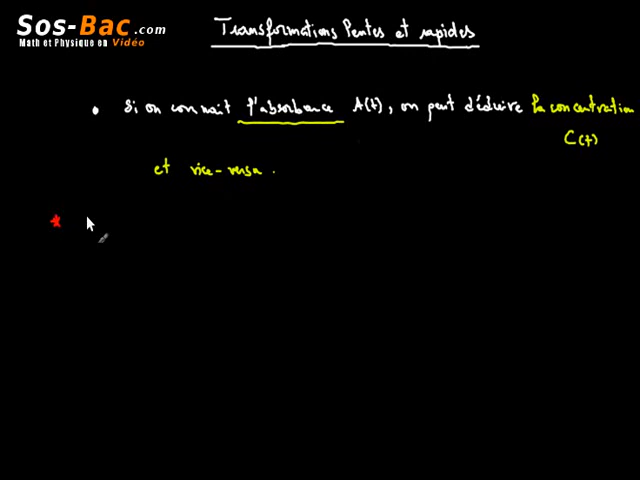 Sos-Bac.com
Math et Physique en Vidéo
Transformations lentes et rapides
• Si on connait l'absorbance A(t), on peut déduire la concentration
C(t)
et vice-versa.
*